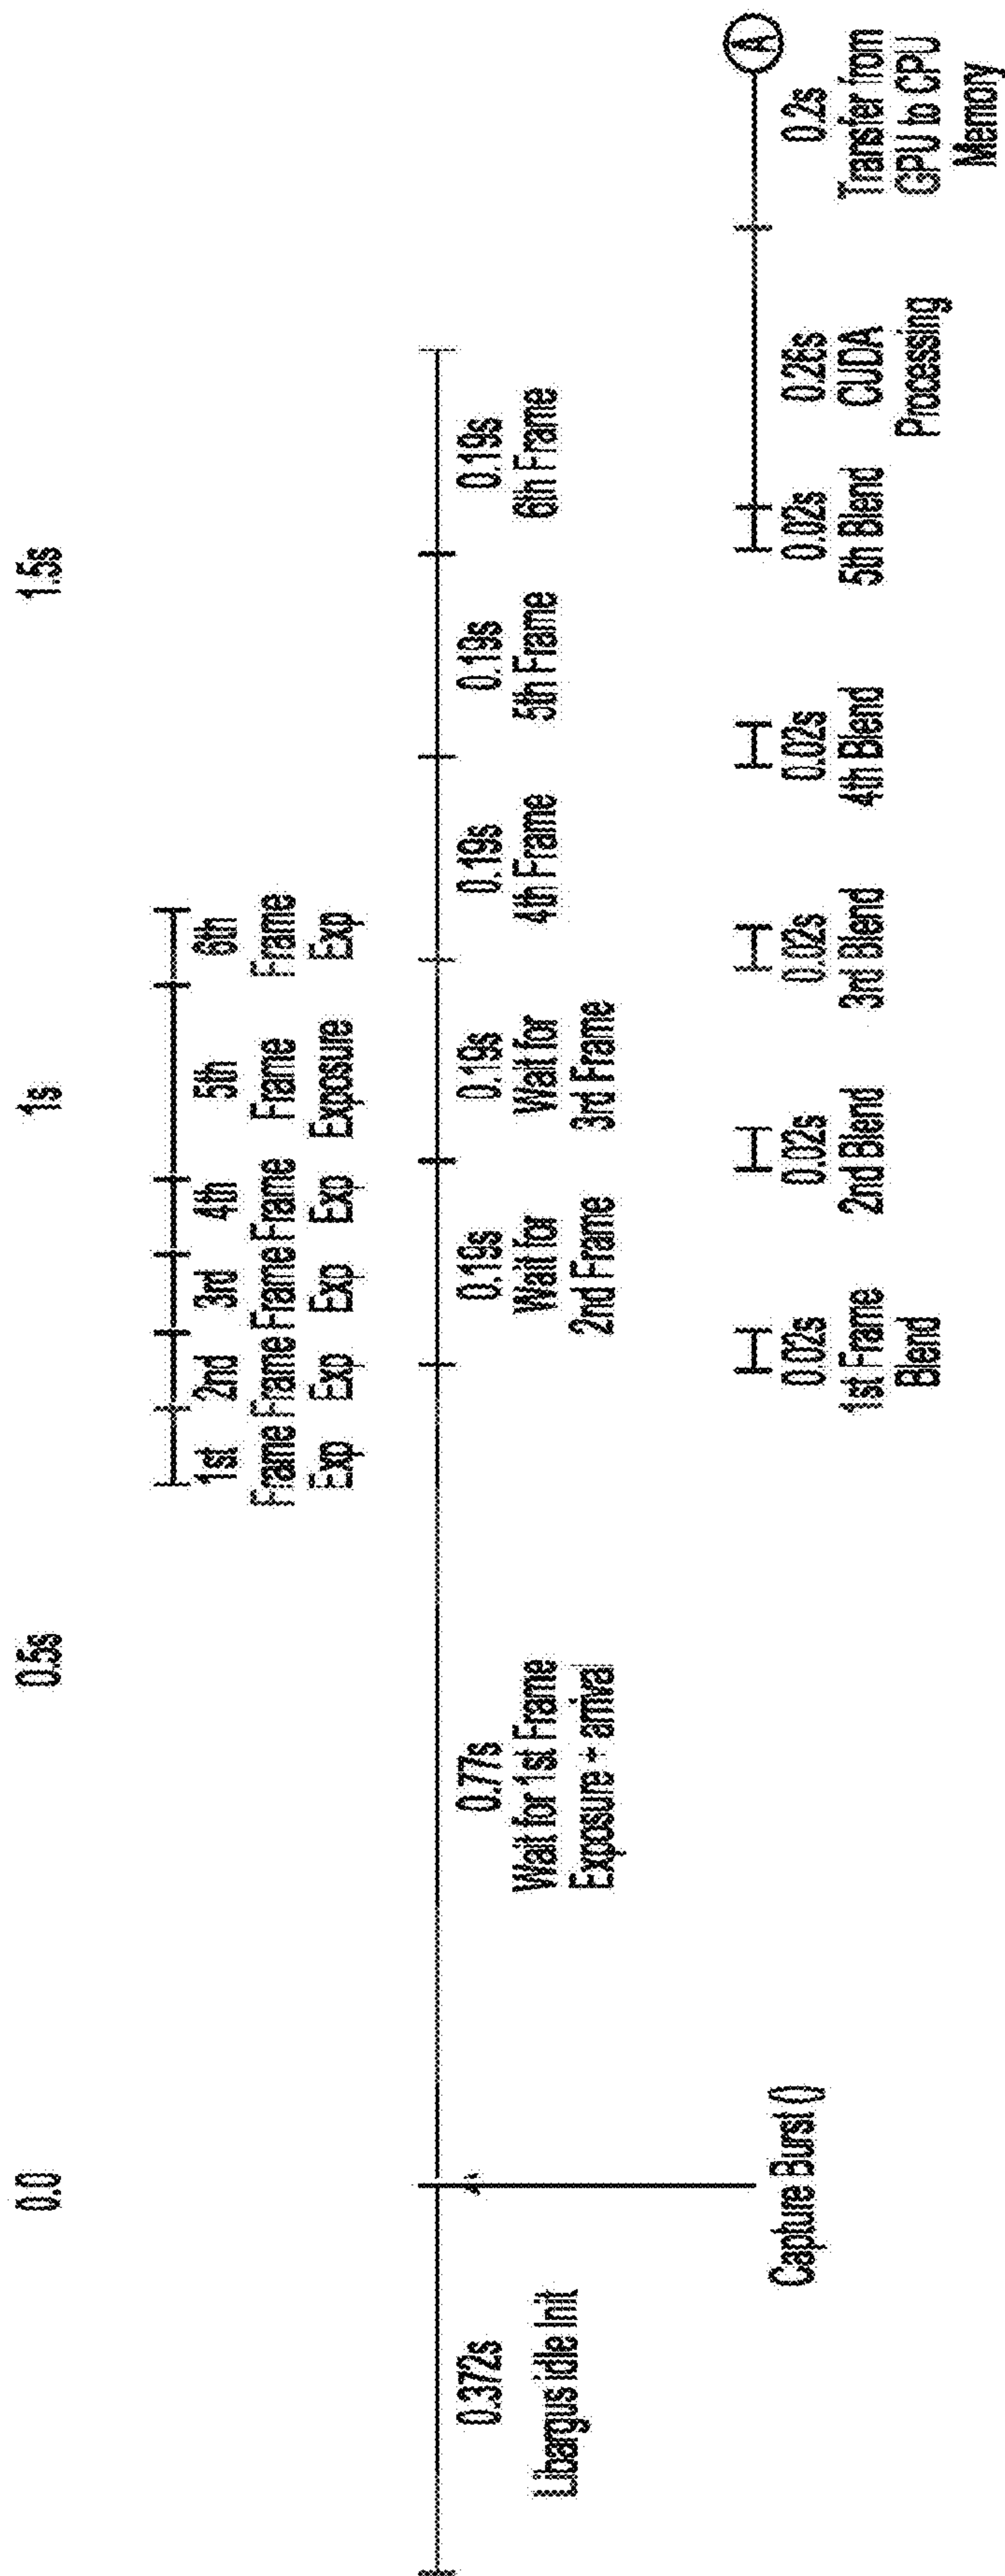 0.0
0.5s
1s
1.5s
1st
Frame
Exp
2nd
Frame
Exp
3rd
Frame
Exp
4th
Frame
Exp
5th
Frame
Exposure
6th
Frame
Exp
0.372s
Libargus idle Init
0.77s
Wait for 1st Frame
Exposure + arrival
0.19s
Wait for
2nd Frame
0.19s
Wait for
3rd Frame
0.19s
4th Frame
0.19s
5th Frame
0.19s
6th Frame
Capture Burst ()
0.02s
1st Frame
Blend
0.02s
2nd Blend
0.02s
3rd Blend
0.02s
4th Blend
0.02s
5th Blend
0.26s
CUDA
Processing
0.2s
Transfer from
GPU to CPU
Memory
A